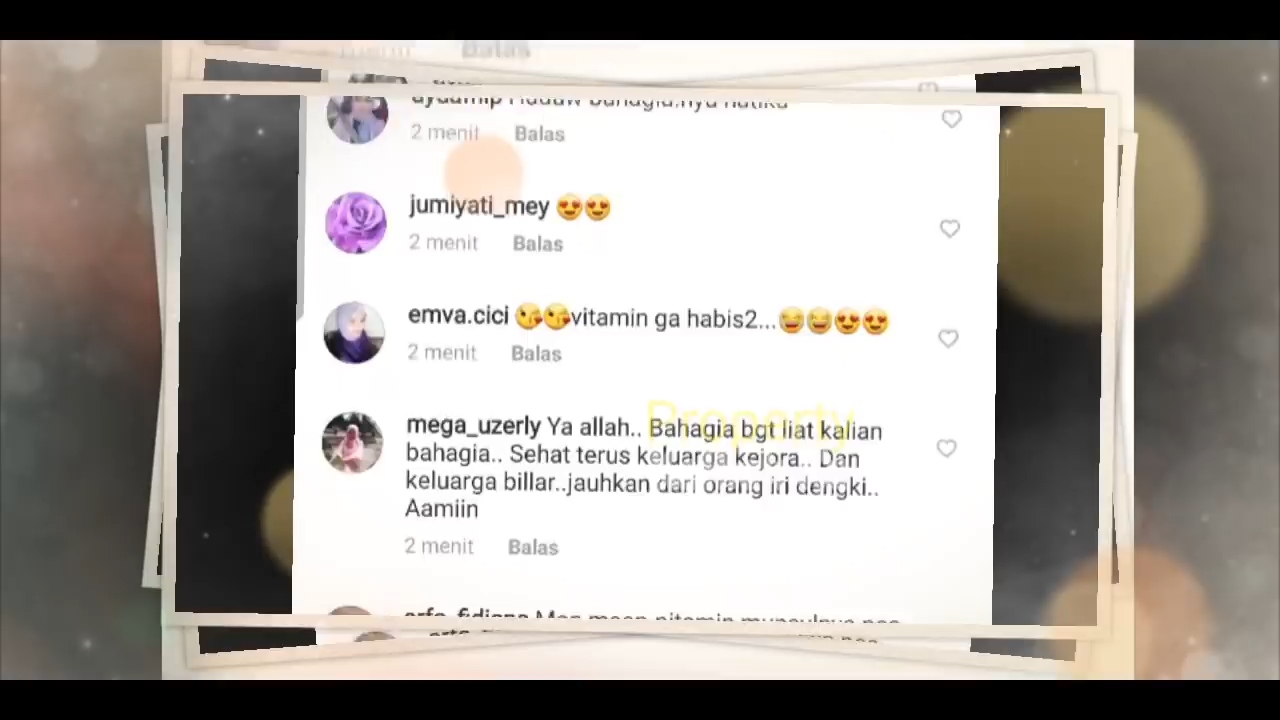 Balas
2 menit Balas
jumiyati_mey 😍😍
2 menit Balas
emva.cici 😘😘vitamin ga habis2...😆😆😍😍
2 menit Balas
Property
mega_uzerly Ya allah.. Bahagia bgt liat kalian
bahagia.. Sehat terus keluarga kejora.. Dan
keluarga billar..jauhkan dari orang iri dengki..
Aamiin
2 menit Balas